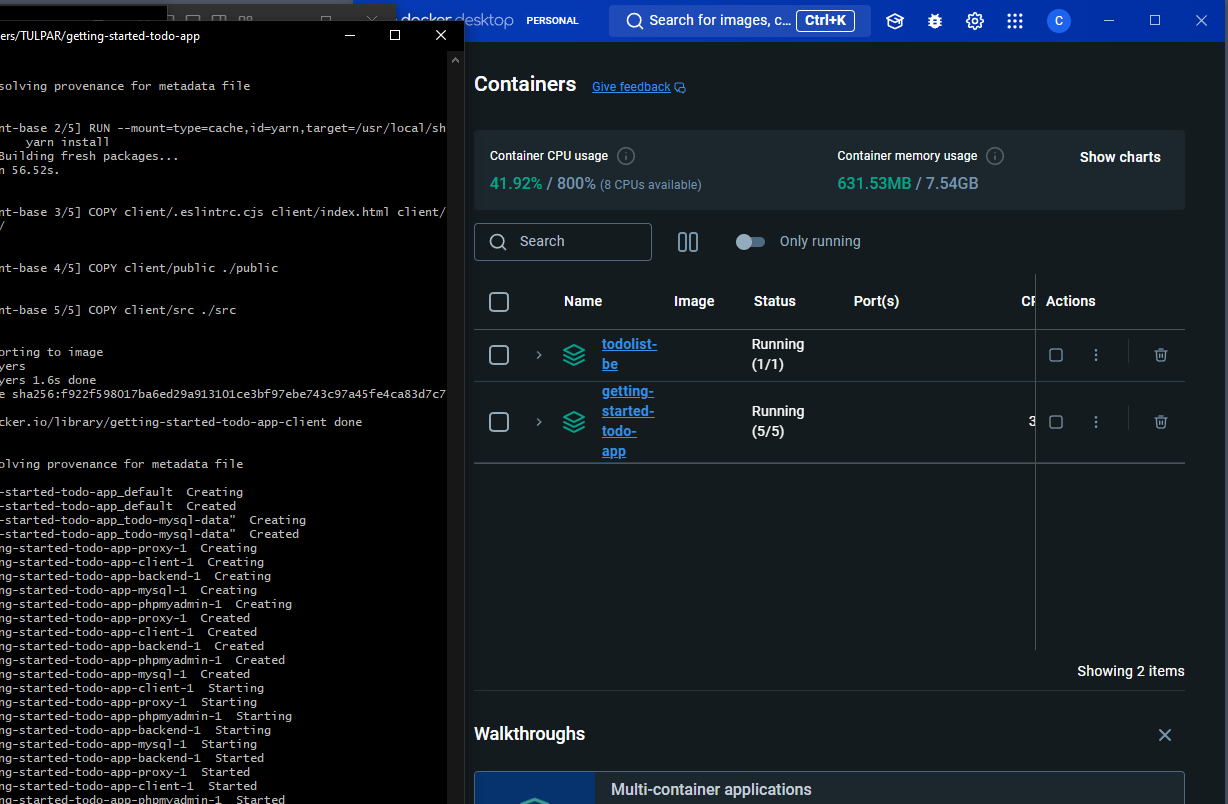 docker desktop PERSONAL Search for images, c... Ctrl+K C
ers/TULPAR/getting-started-todo-app
solving provenance for metadata file
nt-base 2/5] RUN --mount=type=cache,id=yarn,target=/usr/local/sh
yarn install
Building fresh packages...
n 56.52s.
nt-base 3/5] COPY client/.eslintrc.cjs client/index.html client/
/
nt-base 4/5] COPY client/public ./public
nt-base 5/5] COPY client/src ./src
orting to image
yers
yers 1.6s done
e sha256:f922f598017ba6ed29a913101ce3bf97ebe743c97a45fe4ca83d7c7
cker.io/library/getting-started-todo-app-client done
olving provenance for metadata file
-started-todo-app_default Creating
-started-todo-app_default Created
-started-todo-app_todo-mysql-data" Creating
-started-todo-app_todo-mysql-data" Created
ng-started-todo-app-proxy-1 Creating
ng-started-todo-app-client-1 Creating
ng-started-todo-app-backend-1 Creating
ng-started-todo-app-mysql-1 Creating
ng-started-todo-app-phpmyadmin-1 Creating
ng-started-todo-app-proxy-1 Created
ng-started-todo-app-client-1 Created
ng-started-todo-app-backend-1 Created
ng-started-todo-app-phpmyadmin-1 Created
ng-started-todo-app-mysql-1 Created
ng-started-todo-app-client-1 Starting
ng-started-todo-app-proxy-1 Starting
ng-started-todo-app-phpmyadmin-1 Starting
ng-started-todo-app-backend-1 Starting
ng-started-todo-app-mysql-1 Starting
ng-started-todo-app-backend-1 Started
ng-started-todo-app-proxy-1 Started
ng-started-todo-app-client-1 Started
ng-started-todo-app-phpmyadmin-1 Started
Containers Give feedback
Container CPU usage
41.92% / 800% (8 CPUs available)
Container memory usage
631.53MB / 7.54GB
Show charts
Search
Only running
Name Image Status Port(s) CP Actions
todolist-
be
Running
(1/1)
getting-
started-
todo-
app
Running
(5/5)
3
Showing 2 items
Walkthroughs
Multi-container applications